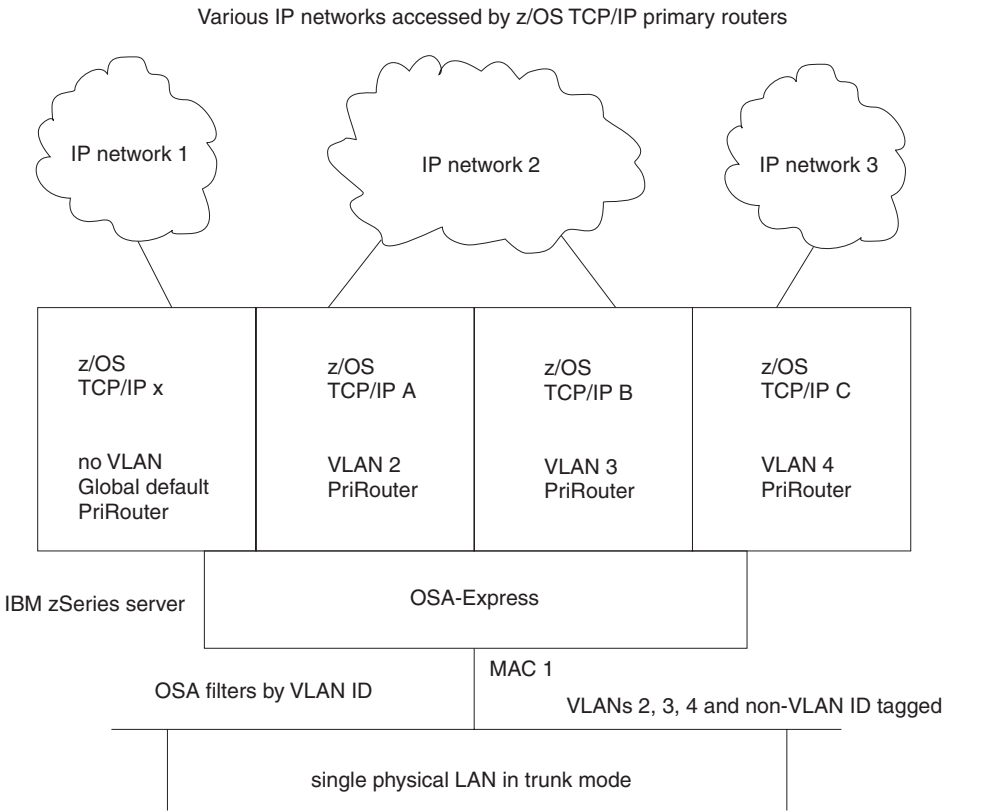 Various IP networks accessed by z/OS TCP/IP primary routers
IP network 1
IP network 2
IP network 3
z/OS
TCP/IP x
no VLAN
Global default
PriRouter
z/OS
TCP/IP A
VLAN 2
PriRouter
z/OS
TCP/IP B
VLAN 3
PriRouter
z/OS
TCP/IP C
VLAN 4
PriRouter
IBM zSeries server
OSA-Express
MAC 1
OSA filters by VLAN ID
VLANs 2, 3, 4 and non-VLAN ID tagged
single physical LAN in trunk mode